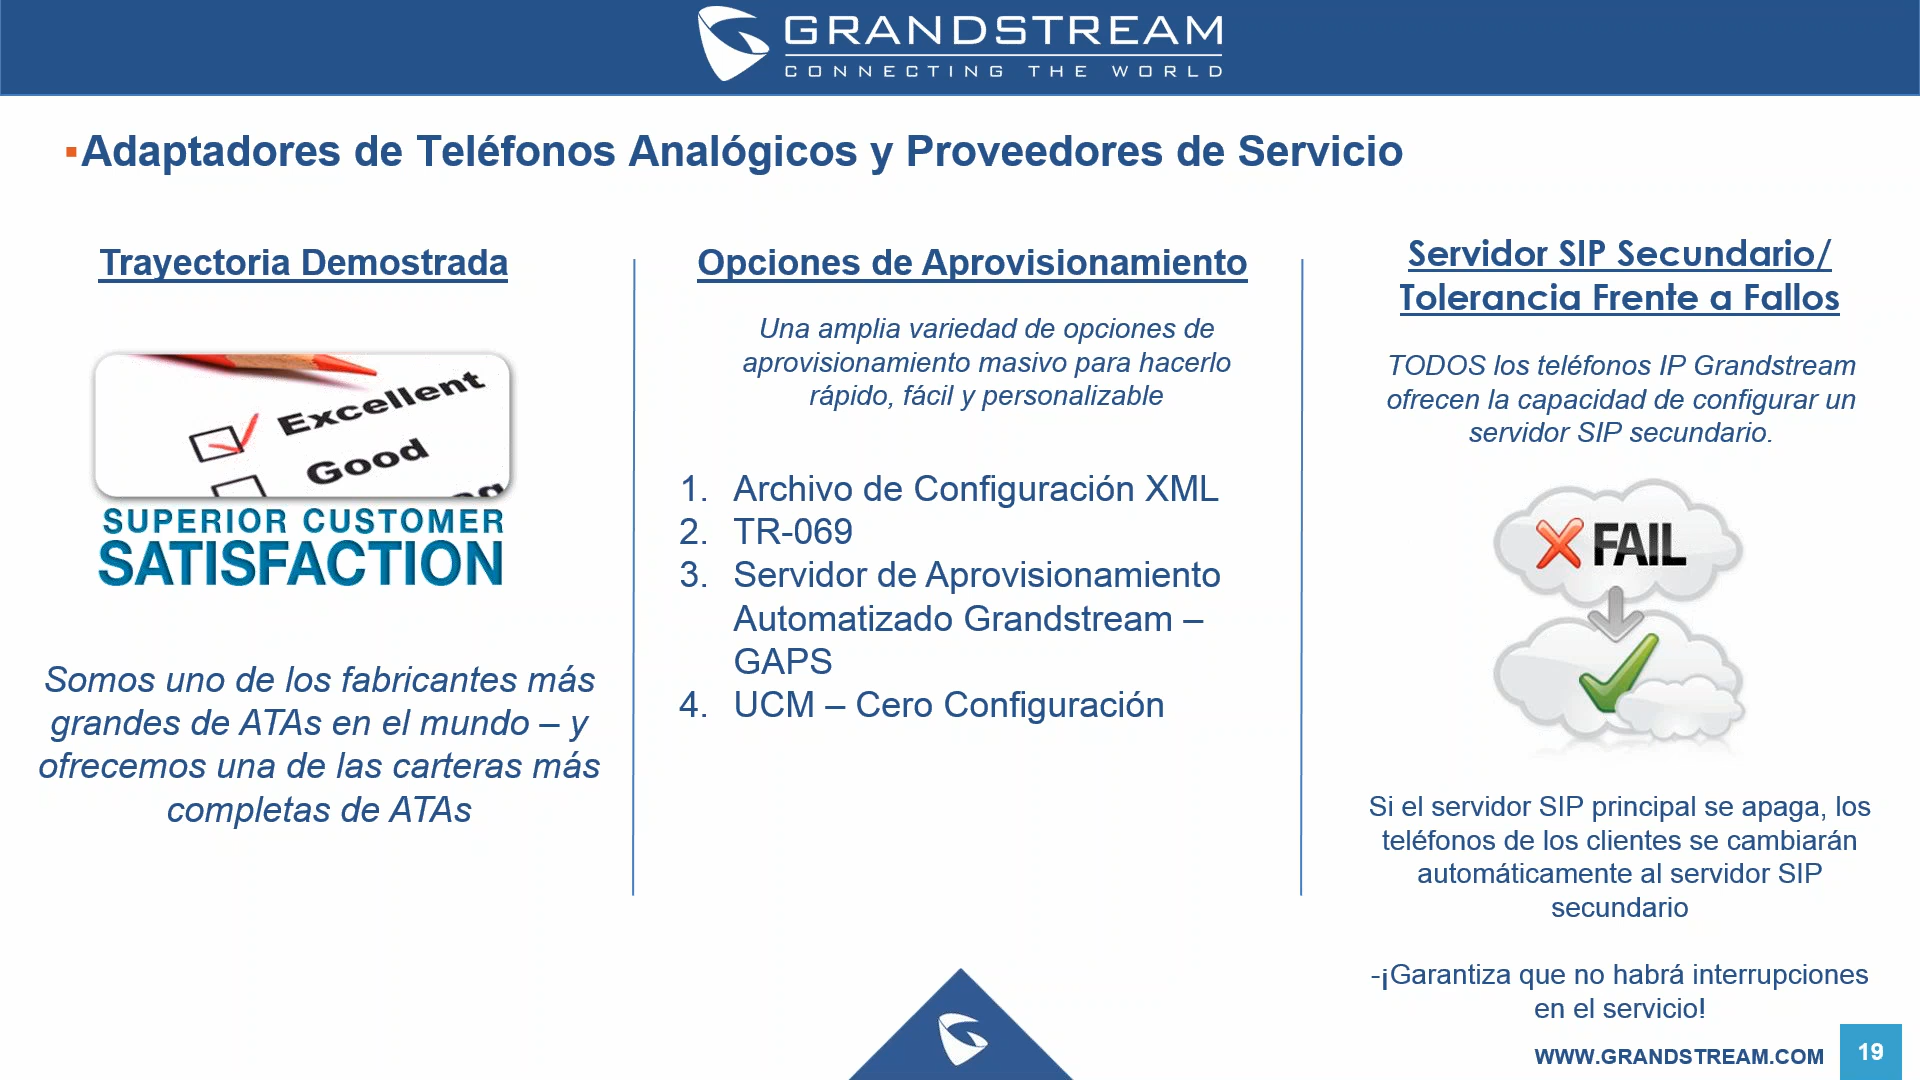 GRANDSTREAM
CONNECTING THE WORLD
▪Adaptadores de Teléfonos Analógicos y Proveedores de Servicio
Trayectoria Demostrada
Excellent
Good
SUPERIOR CUSTOMER
SATISFACTION
Somos uno de los fabricantes más
grandes de ATAs en el mundo – y
ofrecemos una de las carteras más
completas de ATAs
Opciones de Aprovisionamiento
Una amplia variedad de opciones de
aprovisionamiento masivo para hacerlo
rápido, fácil y personalizable
1. Archivo de Configuración XML
2. TR-069
3. Servidor de Aprovisionamiento
Automatizado Grandstream –
GAPS
4. UCM – Cero Configuración
Servidor SIP Secundario/
Tolerancia Frente a Fallos
TODOS los teléfonos IP Grandstream
ofrecen la capacidad de configurar un
servidor SIP secundario.
FAIL
Si el servidor SIP principal se apaga, los
teléfonos de los clientes se cambiarán
automáticamente al servidor SIP
secundario
-¡Garantiza que no habrá interrupciones
en el servicio!
WWW.GRANDSTREAM.COM
19